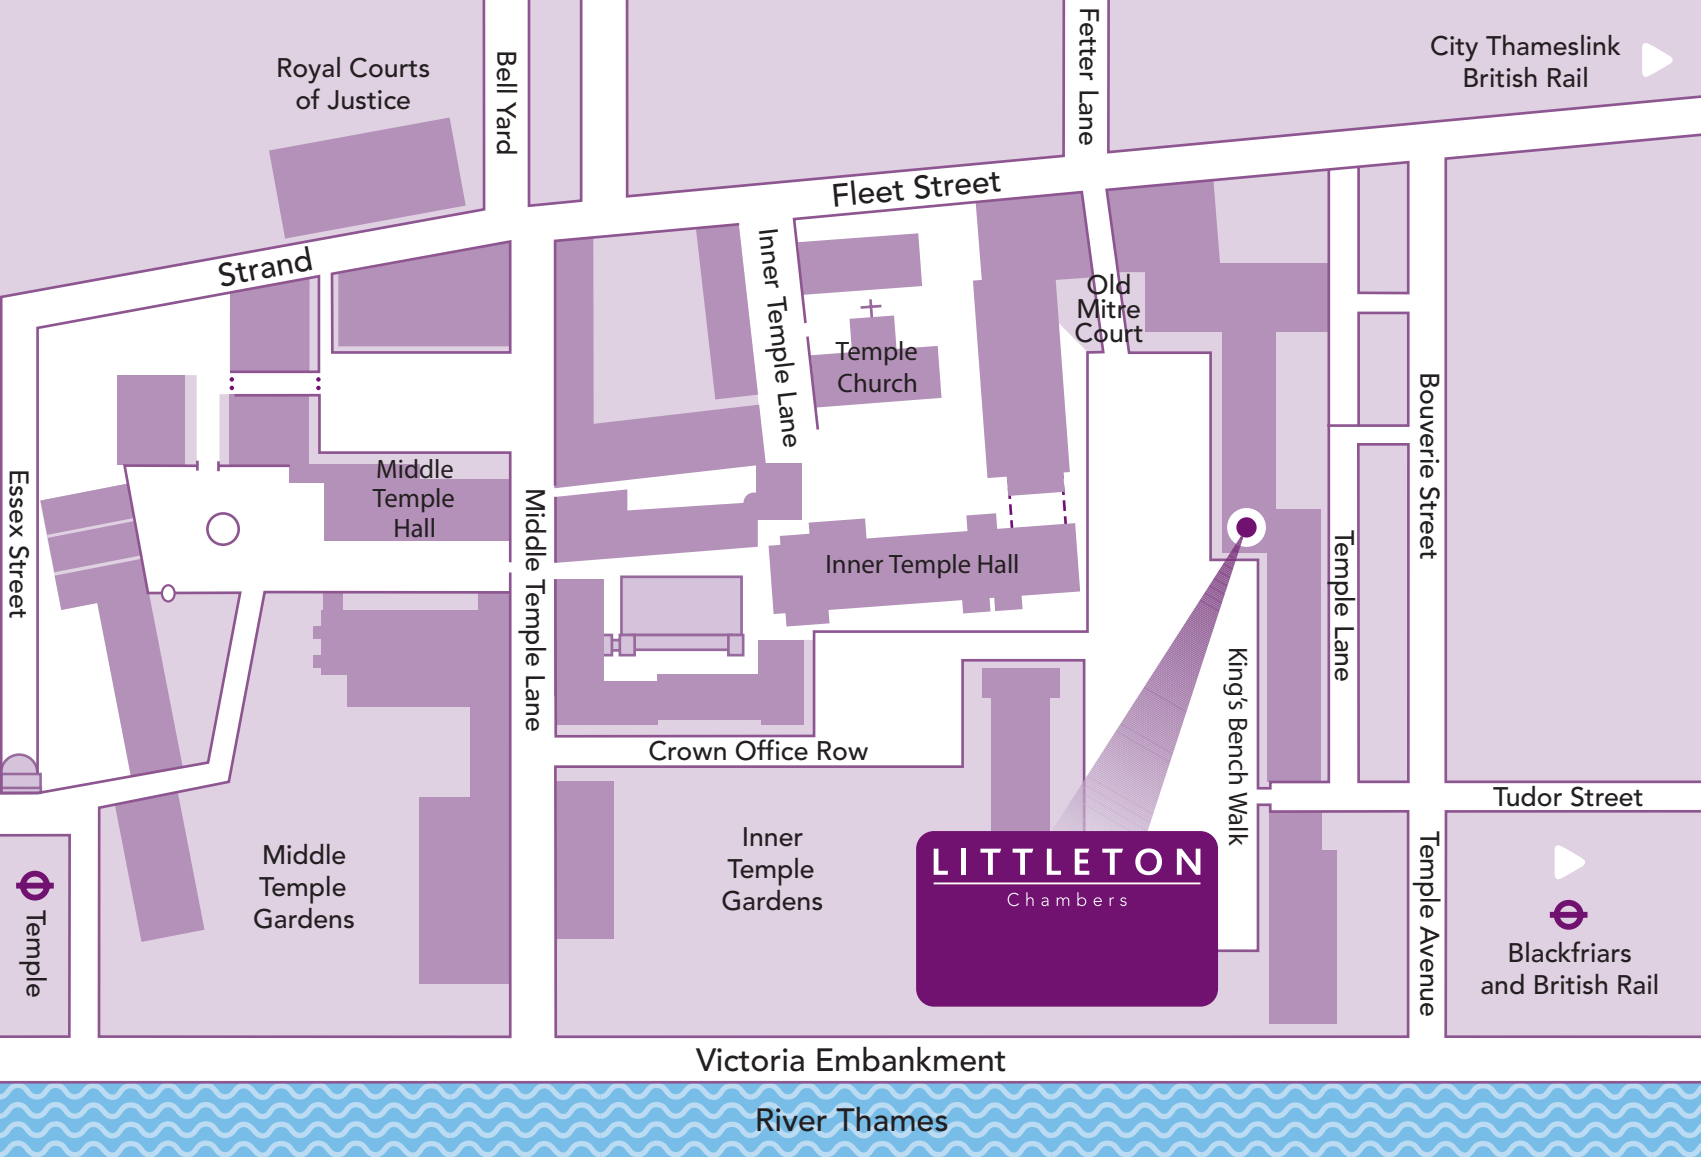 Royal Courts
of Justice
Bell Yard
Fetter Lane
City Thameslink
British Rail
Fleet Street
Strand
Inner Temple Lane
Old
Mitre
Court
Temple
Church
Essex Street
Middle
Temple
Hall
Middle Temple Lane
Inner Temple Hall
Bouverie Street
Temple Lane
King's Bench Walk
Crown Office Row
Tudor Street
Temple
Middle
Temple
Gardens
Inner
Temple
Gardens
LITTLETON
Chambers
Temple Avenue
Blackfriars
and British Rail
Victoria Embankment
River Thames